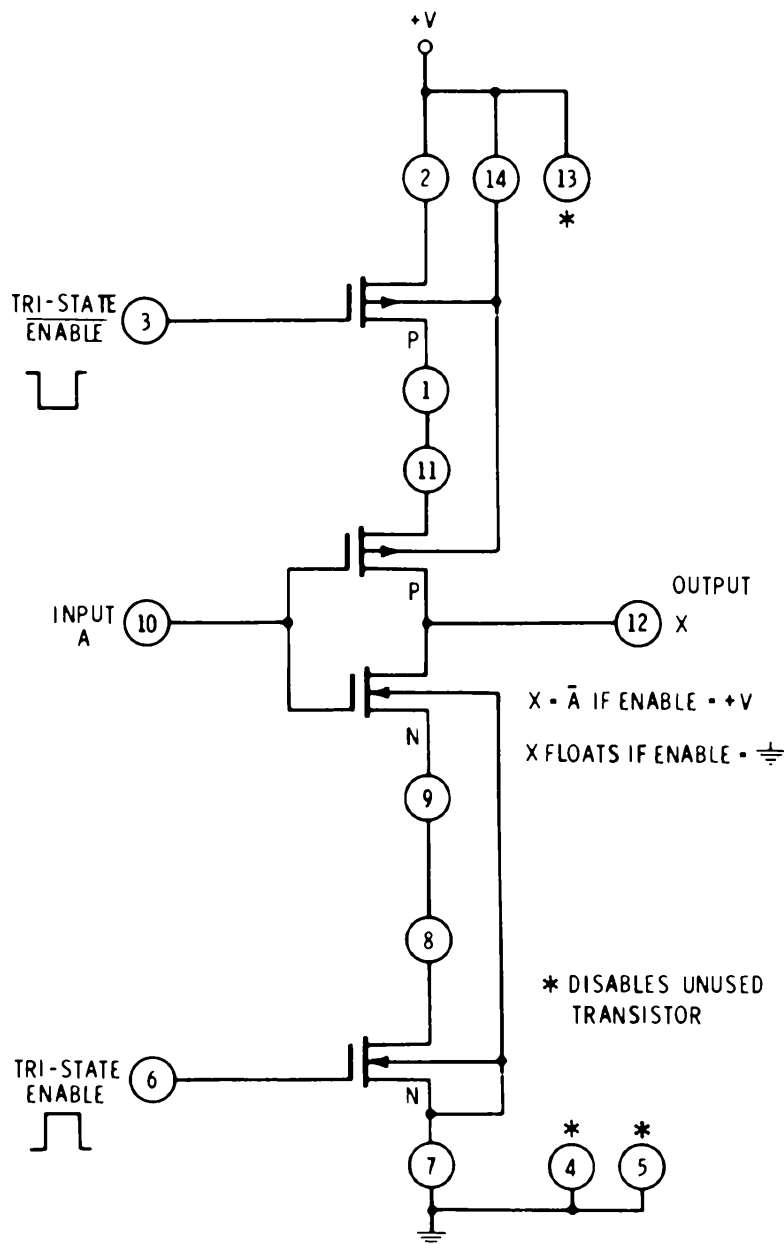 +V
2 14 13
*
TRI-STATE
ENABLE
3
P
1
11
INPUT
A
10
P
OUTPUT
X
12
X = Ā IF ENABLE = +V
N
X FLOATS IF ENABLE =
9
8
* DISABLES UNUSED
TRANSISTOR
TRI-STATE
ENABLE
6
N
* *
7 4 5